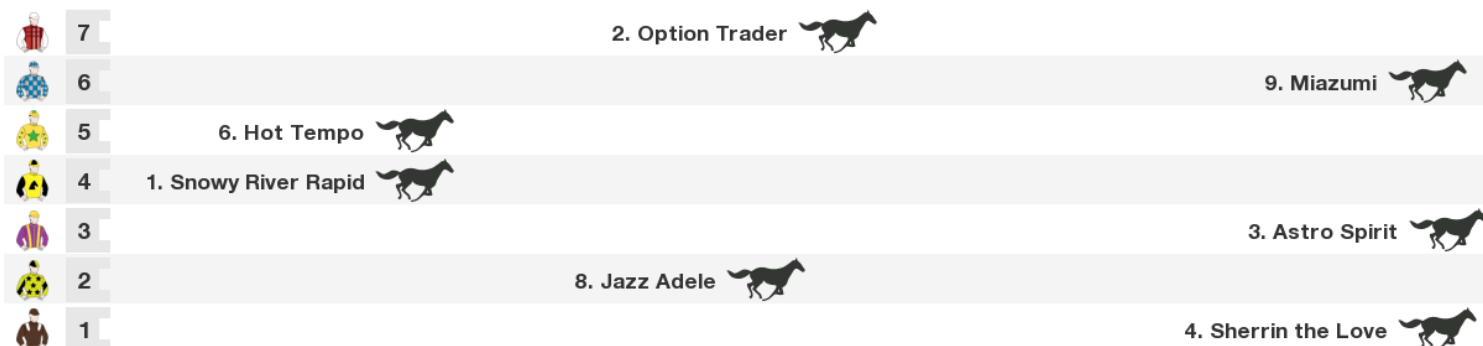 7 2. Option Trader
6 9. Miazumi
5 6. Hot Tempo
4 1. Snowy River Rapid
3 3. Astro Spirit
2 8. Jazz Adele
1 4. Sherrin the Love